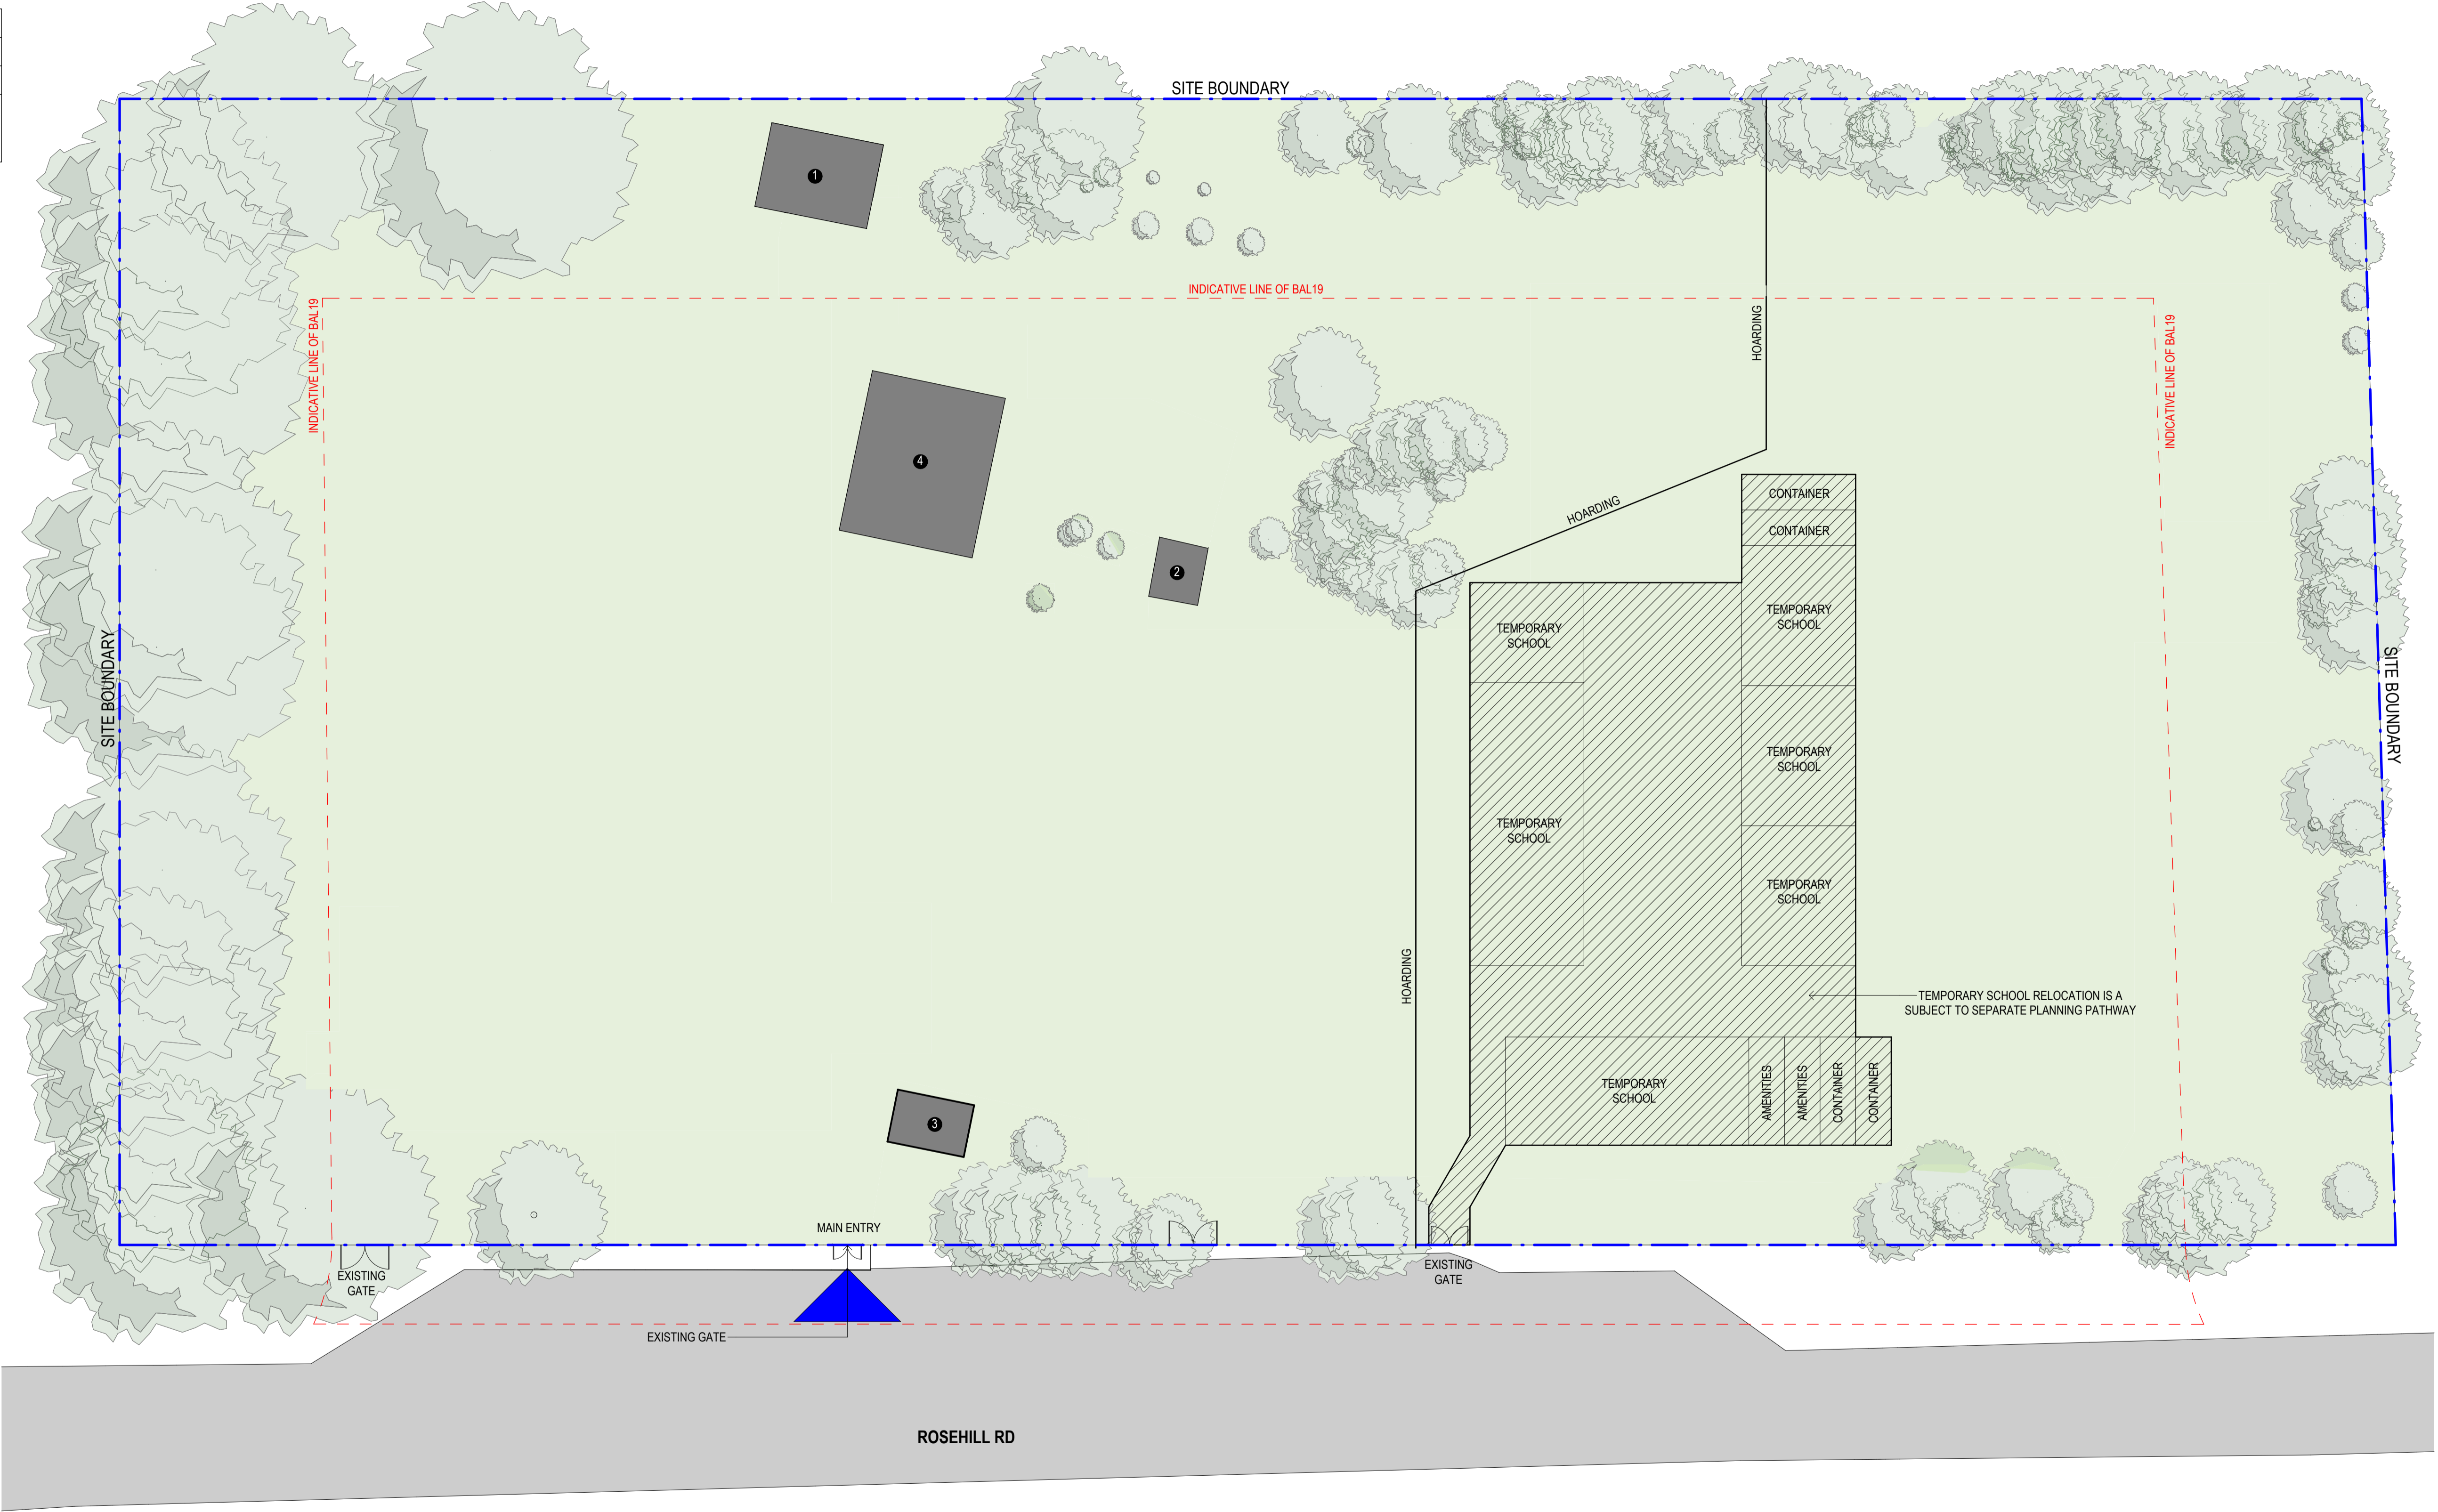 SITE BOUNDARY
1
INDICATIVE LINE OF BAL19
INDICATIVE LINE OF BAL19
HOARDING
INDICATIVE LINE OF BAL19
4
HOARDING
CONTAINER
CONTAINER
2
TEMPORARY
SCHOOL
TEMPORARY
SCHOOL
SITE BOUNDARY
SITE BOUNDARY
TEMPORARY
SCHOOL
TEMPORARY
SCHOOL
TEMPORARY
SCHOOL
HOARDING
TEMPORARY SCHOOL RELOCATION IS A
SUBJECT TO SEPARATE PLANNING PATHWAY
3
TEMPORARY
SCHOOL
AMENITIES
AMENITIES
CONTAINER
CONTAINER
MAIN ENTRY
EXISTING
GATE
EXISTING
GATE
EXISTING GATE
ROSEHILL RD